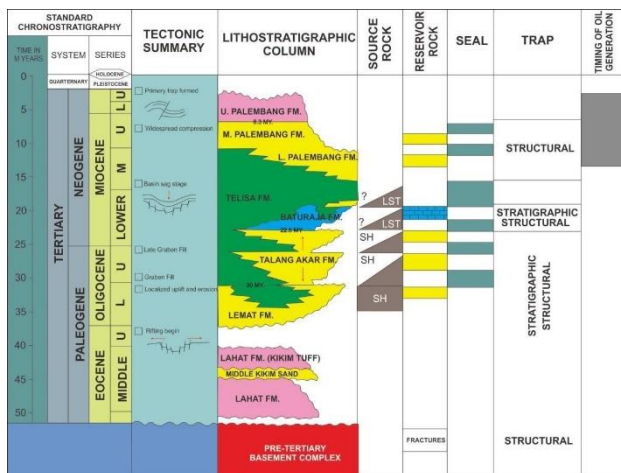 STANDARD
CHRONOSTRATIGRAPHY
TECTONIC
SUMMARY
LITHOSTRATIGRAPHIC
COLUMN
SOURCE
ROCK
RESERVOIR
ROCK
SEAL
TRAP
TIMING OF OIL
GENERATION
TIME IN
M YEARS
SYSTEM
SERIES
HOLOCENE
QUARTERNARY
PLEISTOCENE
0
5
10
15
20
25
30
35
40
45
50
TERTIARY
NEOGENE
PALEOGENE
MIOCENE
OLIGOCENE
EOCENE
U
L
U
M
LOWER
U
L
U
MIDDLE
Primary trap formed
Widespread compression
Basin sag stage
Late Graben Fill
Graben Fill
Localized uplift and erosion
Rifting begin
U. PALEMBANG FM.
M. PALEMBANG FM.
L. PALEMBANG FM.
TELISA FM.
BATURAJA FM.
TALANG AKAR FM.
30 MY.
LEMAT FM.
LAHAT FM. (KIKIM TUFF)
MIDDLE KIKIM SAND
LAHAT FM.
PRE-TERTIARY
BASEMENT COMPLEX
?
LST
?
LST
SH
SH
SH
FRACTURES
STRUCTURAL
STRATIGRAPHIC
STRUCTURAL
STRATIGRAPHIC
STRUCTURAL
STRUCTURAL